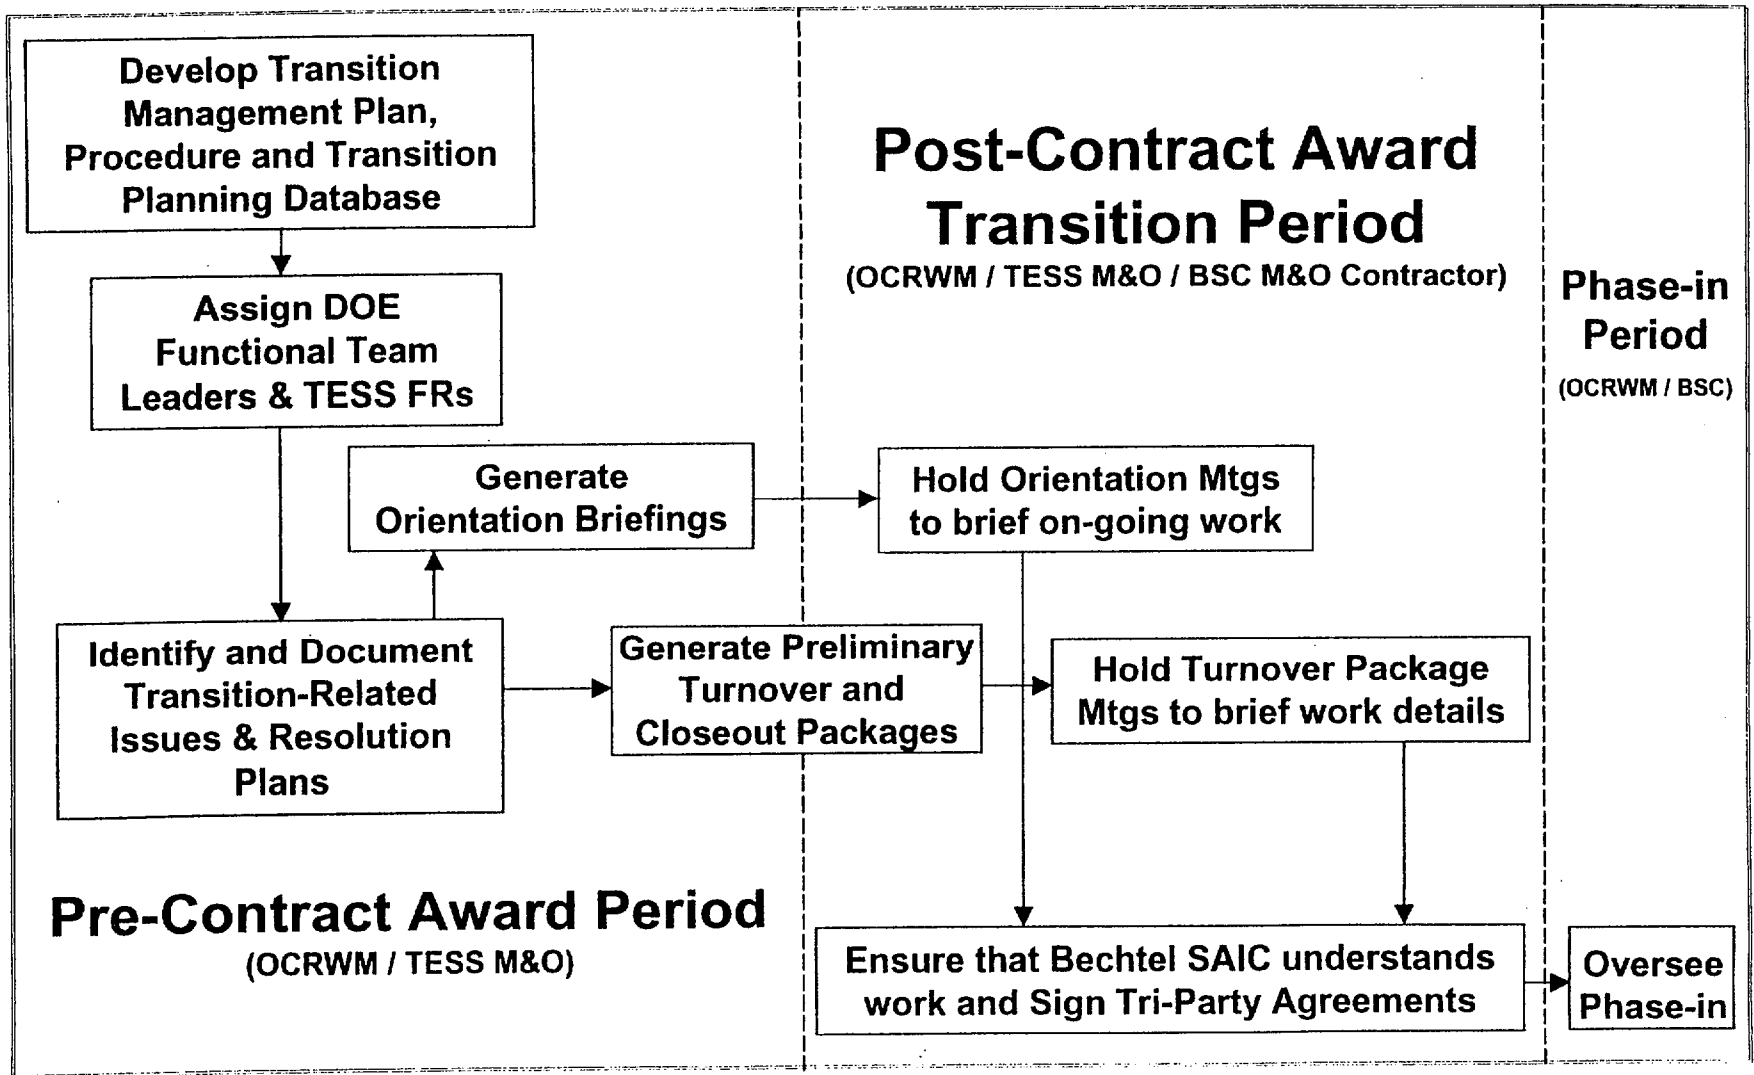 Develop Transition
Management Plan,
Procedure and Transition
Planning Database
Assign DOE
Functional Team
Leaders & TESS FRs
Generate
Orientation Briefings
Identify and Document
Transition-Related
Issues & Resolution
Plans
Generate Preliminary
Turnover and
Closeout Packages
Pre-Contract Award Period
(OCRWM / TESS M&O)
Post-Contract Award
Transition Period
(OCRWM / TESS M&O / BSC M&O Contractor)
Hold Orientation Mtgs
to brief on-going work
Hold Turnover Package
Mtgs to brief work details
Ensure that Bechtel SAIC understands
work and Sign Tri-Party Agreements
Phase-in
Period
(OCRWM / BSC)
Oversee
Phase-in